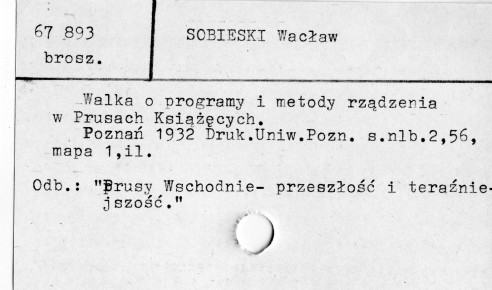 67 893
brosz.
SOBIESKI Wacław
Walka o programy i metody rządzenia
w Prusach Książęcych.
Poznań 1932 Druk.Uniw.Pozn. s.nlb.2,56,
mapa 1,il.
Odb.: "Prusy Wschodnie- przeszłość i teraźnie-
jszość."